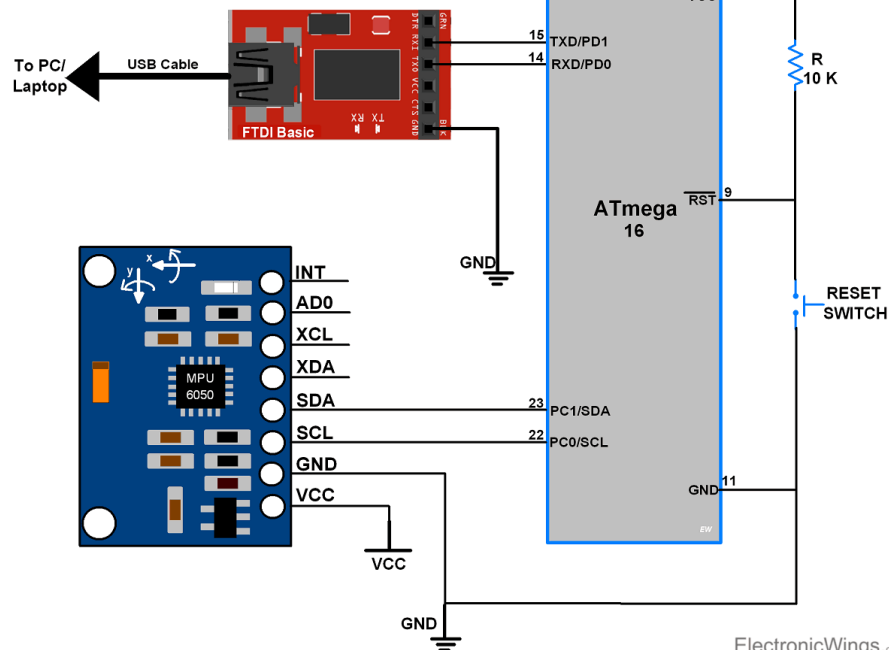 To PC/
Laptop
USB Cable
DTR
RXI
TXO
VCC
CTS
GND
GRN
BLK
RX
TX
FTDI Basic
15
TXD/PD1
14
RXD/PD0
GND
ATmega
16
RST
9
R
10 K
RESET
SWITCH
x
y
MPU
6050
INT
AD0
XCL
XDA
SDA
SCL
GND
VCC
VCC
23
PC1/SDA
22
PC0/SCL
GND
11
EW
GND
ElectronicWings